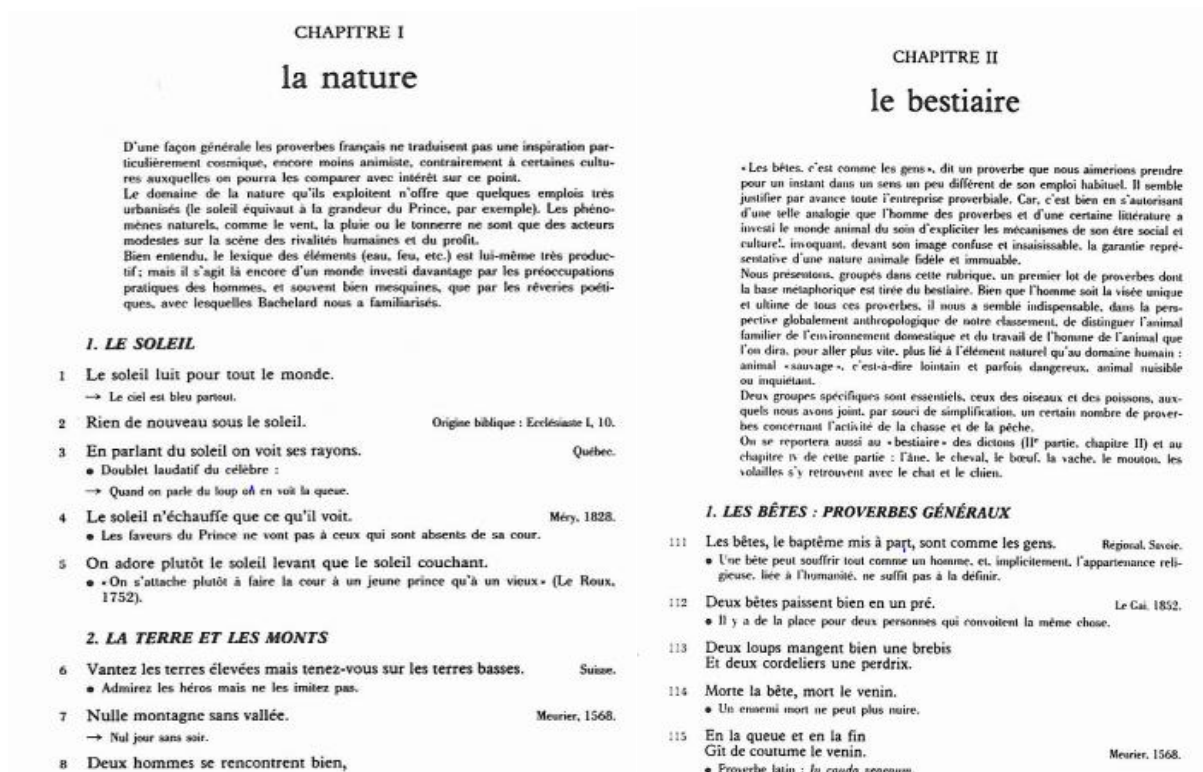 CHAPITRE I
la nature
D'une façon générale les proverbes français ne traduisent pas une inspiration par-
ticulièrement cosmique, encore moins animiste, contrairement à certaines cultu-
res auxquelles on pourra les comparer avec intérêt sur ce point.
Le domaine de la nature qu'ils exploitent n'offre que quelques emplois très
urbanisés (le soleil équivaut à la grandeur du Prince, par exemple). Les phéno-
mènes naturels, comme le vent, la pluie ou le tonnerre ne sont que des acteurs
modestes sur la scène des rivalités humaines et du profit.
Bien entendu, le lexique des éléments (eau, feu, etc.) est lui-même très produc-
tif; mais il s'agit là encore d'un monde investi davantage par les préoccupations
pratiques des hommes, et souvent bien mesquines, que par les rêveries poéti-
ques, avec lesquelles Bachelard nous a familiarisés.
1. LE SOLEIL
1 Le soleil luit pour tout le monde.
→ Le ciel est bleu partout.
2 Rien de nouveau sous le soleil. Origine biblique : Ecclésiaste I, 10.
3 En parlant du soleil on voit ses rayons. Québec.
• Doublet laudatif du célèbre :
→ Quand on parle du loup on en voit la queue.
4 Le soleil n'échauffe que ce qu'il voit. Méry, 1828.
• Les faveurs du Prince ne vont pas à ceux qui sont absents de sa cour.
5 On adore plutôt le soleil levant que le soleil couchant.
• «On s'attache plutôt à faire la cour à un jeune prince qu'à un vieux» (Le Roux,
1752).
2. LA TERRE ET LES MONTS
6 Vantez les terres élevées mais tenez-vous sur les terres basses. Suisse.
• Admirez les héros mais ne les imitez pas.
7 Nulle montagne sans vallée. Meurier, 1568.
→ Nul jour sans soir.
8 Deux hommes se rencontrent bien,
CHAPITRE II
le bestiaire
«Les bêtes, c'est comme les gens», dit un proverbe que nous aimerions prendre
pour un instant dans un sens un peu différent de son emploi habituel. Il semble
justifier par avance toute l'entreprise proverbiale. Car, c'est bien en s'autorisant
d'une telle analogie que l'homme des proverbes et d'une certaine littérature a
investi le monde animal du soin d'expliciter les mécanismes de son être social et
culturel, invoquant, devant son image confuse et insaisissable, la garantie repré-
sentative d'une nature animale fidèle et immuable.
Nous présentons, groupés dans cette rubrique, un premier lot de proverbes dont
la base métaphorique est tirée du bestiaire. Bien que l'homme soit la visée unique
et ultime de tous ces proverbes, il nous a semblé indispensable, dans la pers-
pective globalement anthropologique de notre classement, de distinguer l'animal
familier de l'environnement domestique et du travail de l'homme de l'animal que
l'on dira, pour aller plus vite, plus lié à l'élément naturel qu'au domaine humain :
animal «sauvage», c'est-a-dire lointain et parfois dangereux, animal nuisible
ou inquiétant.
Deux groupes spécifiques sont essentiels, ceux des oiseaux et des poissons, aux-
quels nous avons joint, par souci de simplification, un certain nombre de prover-
bes concernant l'activité de la chasse et de la pêche.
On se reportera aussi au «bestiaire» des dictons (IIe partie, chapitre II) et au
chapitre IV de cette partie : l'âne, le cheval, le bœuf, la vache, le mouton, les
volailles s'y retrouvent avec le chat et le chien.
1. LES BÊTES : PROVERBES GÉNÉRAUX
111 Les bêtes, le baptême mis à part, sont comme les gens. Régional, Savoie.
• Une bête peut souffrir tout comme un homme, et, implicitement, l'appartenance reli-
gieuse, liée à l'humanité, ne suffit pas à la définir.
112 Deux bêtes paissent bien en un pré. Le Gai, 1852.
• Il y a de la place pour deux personnes qui convoitent la même chose.
113 Deux loups mangent bien une brebis
Et deux cordeliers une perdrix.
114 Morte la bête, mort le venin.
• Un ennemi mort ne peut plus nuire.
115 En la queue et en la fin
Gît de coutume le venin. Meurier, 1568.
• Proverbe latin : In cauda venenum.